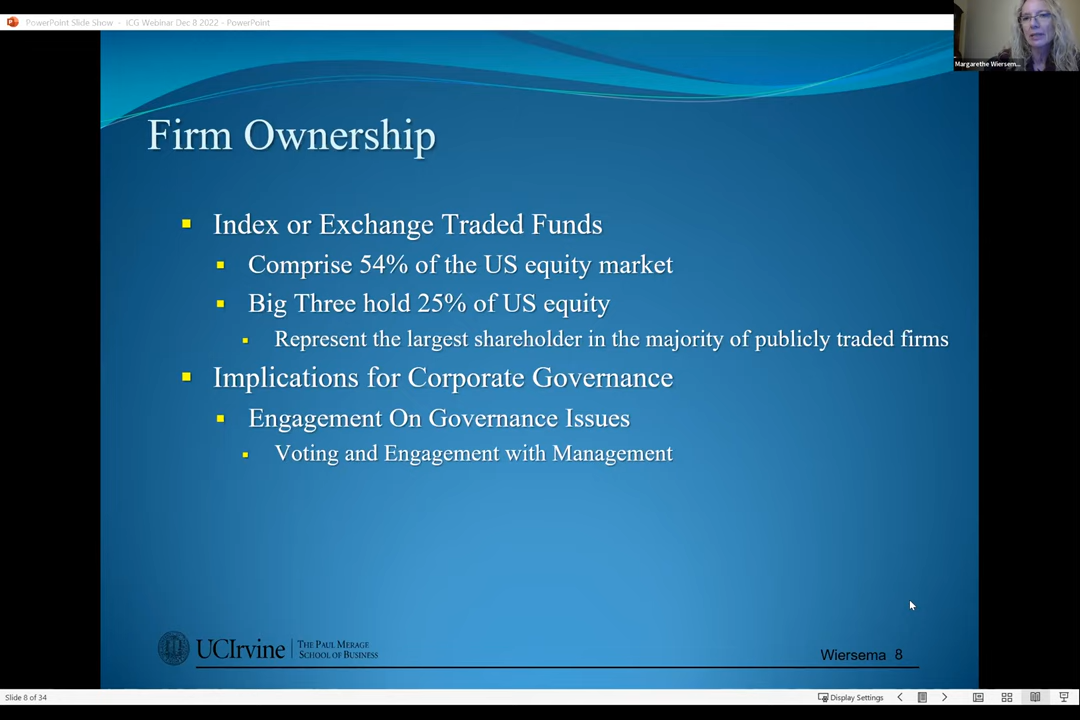 PowerPoint Slide Show - ICG Webinar Dec 8 2022 - PowerPoint
Margarethe Wiersem...
Firm Ownership
Index or Exchange Traded Funds
Comprise 54% of the US equity market
Big Three hold 25% of US equity
Represent the largest shareholder in the majority of publicly traded firms
Implications for Corporate Governance
Engagement On Governance Issues
Voting and Engagement with Management
UCIrvine
THE PAUL MERAGE
SCHOOL OF BUSINESS
Wiersema 8
Slide 8 of 34
Display Settings